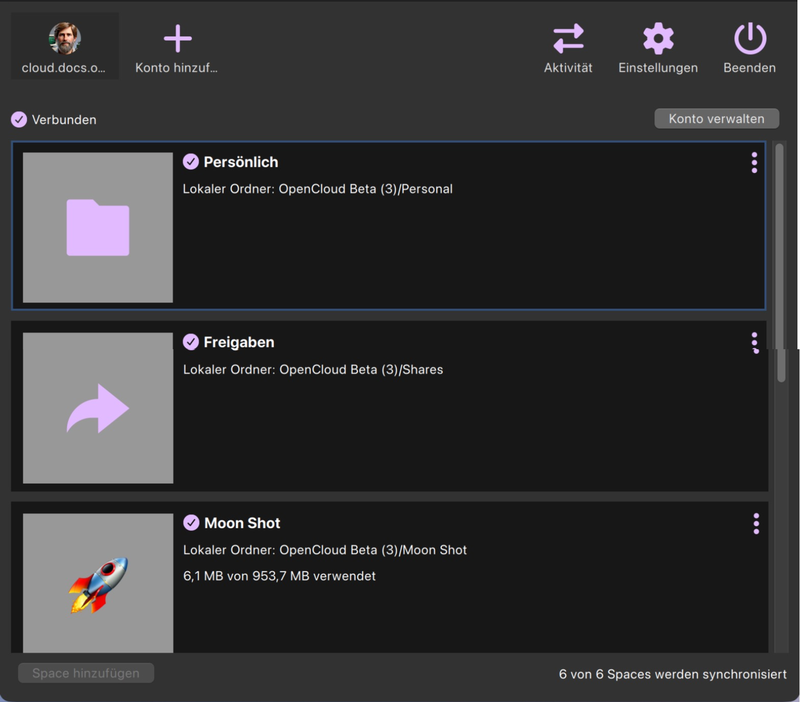 cloud.docs.o...
Konto hinzuf...
Aktivität
Einstellungen
Beenden
Verbunden
Konto verwalten
Persönlich
Lokaler Ordner: OpenCloud Beta (3)/Personal
Freigaben
Lokaler Ordner: OpenCloud Beta (3)/Shares
Moon Shot
Lokaler Ordner: OpenCloud Beta (3)/Moon Shot
6,1 MB von 953,7 MB verwendet
Space hinzufügen
6 von 6 Spaces werden synchronisiert